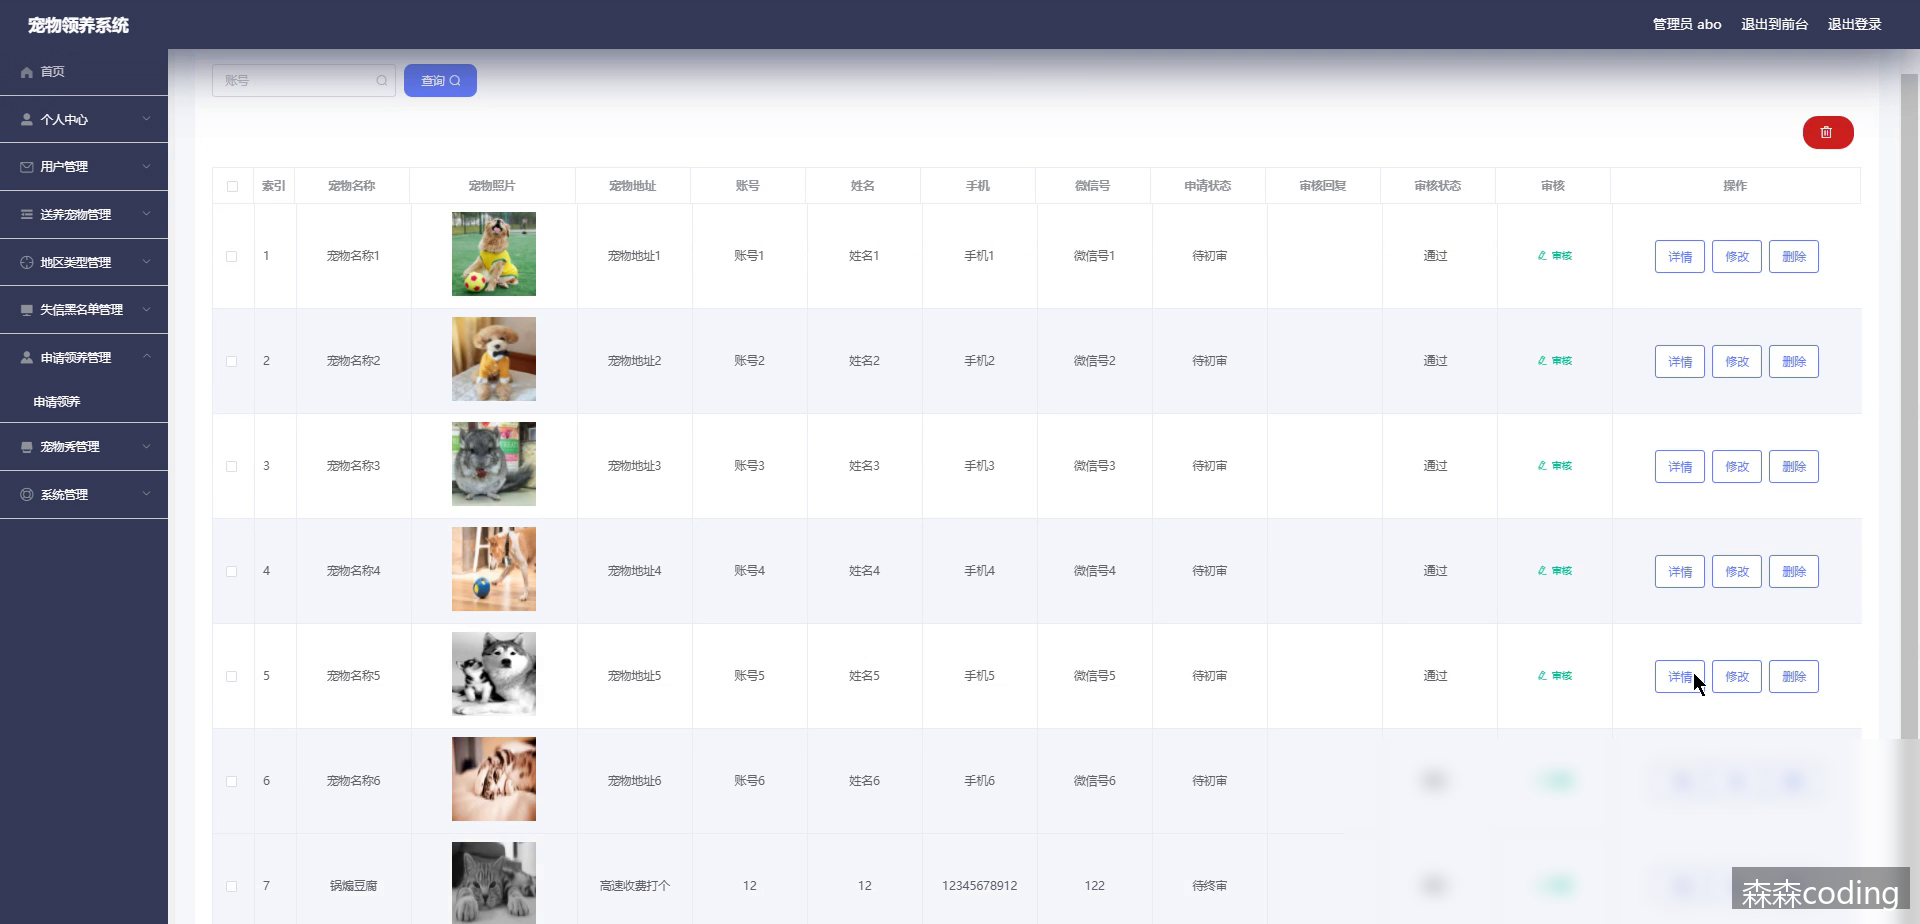 宠物领养系统
管理员 abo 退出到前台 退出登录
首页
个人中心
用户管理
送养宠物管理
地区类型管理
失信黑名单管理
申请领养管理
申请领养
宠物秀管理
系统管理
账号 查询
索引 宠物名称 宠物照片 宠物地址 账号 姓名 手机 微信号 申请状态 审核回复 审核状态 审核 操作
1 宠物名称1 宠物地址1 账号1 姓名1 手机1 微信号1 待初审 通过 审核 详情 修改 删除
2 宠物名称2 宠物地址2 账号2 姓名2 手机2 微信号2 待初审 通过 审核 详情 修改 删除
3 宠物名称3 宠物地址3 账号3 姓名3 手机3 微信号3 待初审 通过 审核 详情 修改 删除
4 宠物名称4 宠物地址4 账号4 姓名4 手机4 微信号4 待初审 通过 审核 详情 修改 删除
5 宠物名称5 宠物地址5 账号5 姓名5 手机5 微信号5 待初审 通过 审核 详情 修改 删除
6 宠物名称6 宠物地址6 账号6 姓名6 手机6 微信号6 待初审
7 锅煸豆腐 高速收费打个 12 12 12345678912 122 待终审
森森coding